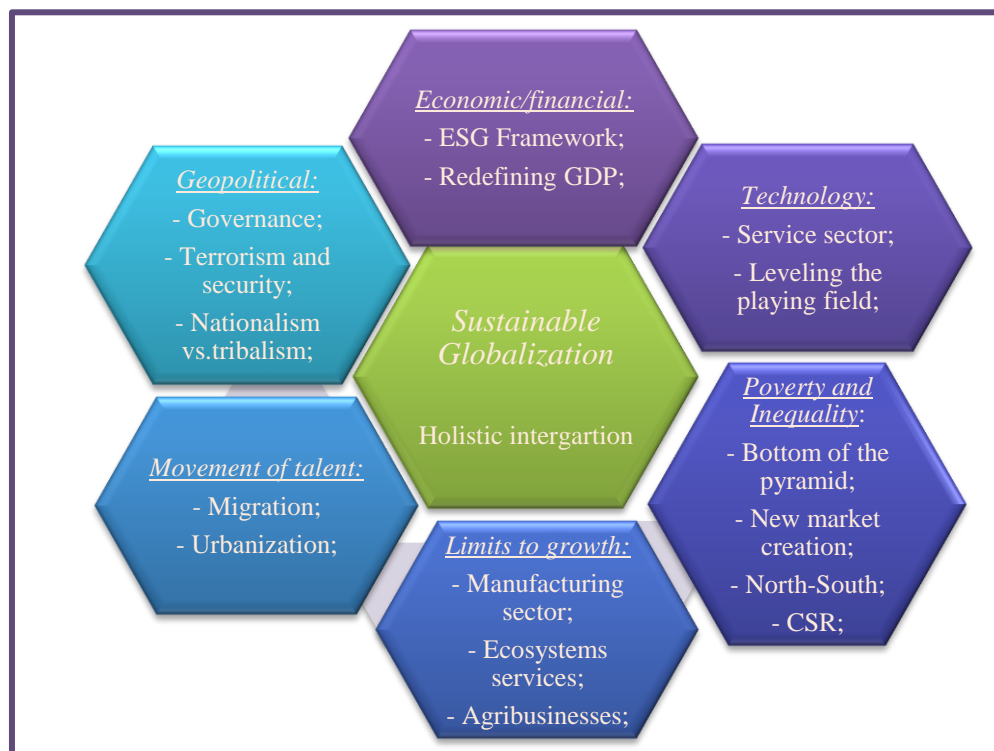 Economic/financial:
- ESG Framework;
- Redefining GDP;
Geopolitical:
- Governance;
- Terrorism and
security;
- Nationalism
vs.tribalism;
Technology:
- Service sector;
- Leveling the
playing field;
Sustainable
Globalization
Holistic intergartion
Poverty and
Inequality:
- Bottom of the
pyramid;
- New market
creation;
- North-South;
- CSR;
Movement of talent:
- Migration;
- Urbanization;
Limits to growth:
- Manufacturing
sector;
- Ecosystems
services;
- Agribusinesses;